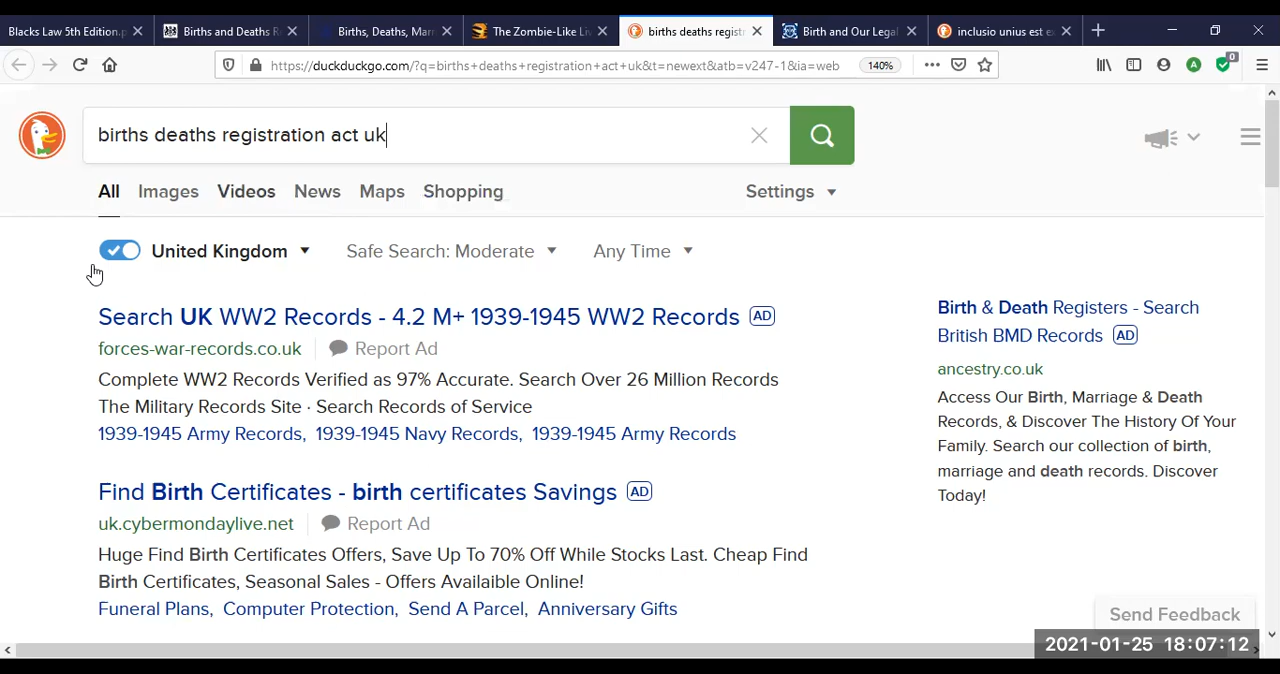 Blacks Law 5th Edition.p
Births and Deaths R
Births, Deaths, Mar
The Zombie-Like Li
births deaths registr
Birth and Our Legal
inclusio unius est e
https://duckduckgo.com/?q=births+deaths+registration+act+uk&t=newext&atb=v247-1&ia=web
140%
A
0
births deaths registration act uk
All Images Videos News Maps Shopping Settings
United Kingdom Safe Search: Moderate Any Time
Search UK WW2 Records - 4.2 M+ 1939-1945 WW2 Records AD
forces-war-records.co.uk Report Ad
Complete WW2 Records Verified as 97% Accurate. Search Over 26 Million Records
The Military Records Site · Search Records of Service
1939-1945 Army Records, 1939-1945 Navy Records, 1939-1945 Army Records
Find Birth Certificates - birth certificates Savings AD
uk.cybermondaylive.net Report Ad
Huge Find Birth Certificates Offers, Save Up To 70% Off While Stocks Last. Cheap Find
Birth Certificates, Seasonal Sales - Offers Availaible Online!
Funeral Plans, Computer Protection, Send A Parcel, Anniversary Gifts
Birth & Death Registers - Search
British BMD Records AD
ancestry.co.uk
Access Our Birth, Marriage & Death
Records, & Discover The History Of Your
Family. Search our collection of birth,
marriage and death records. Discover
Today!
Send Feedback
2021-01-25 18:07:12